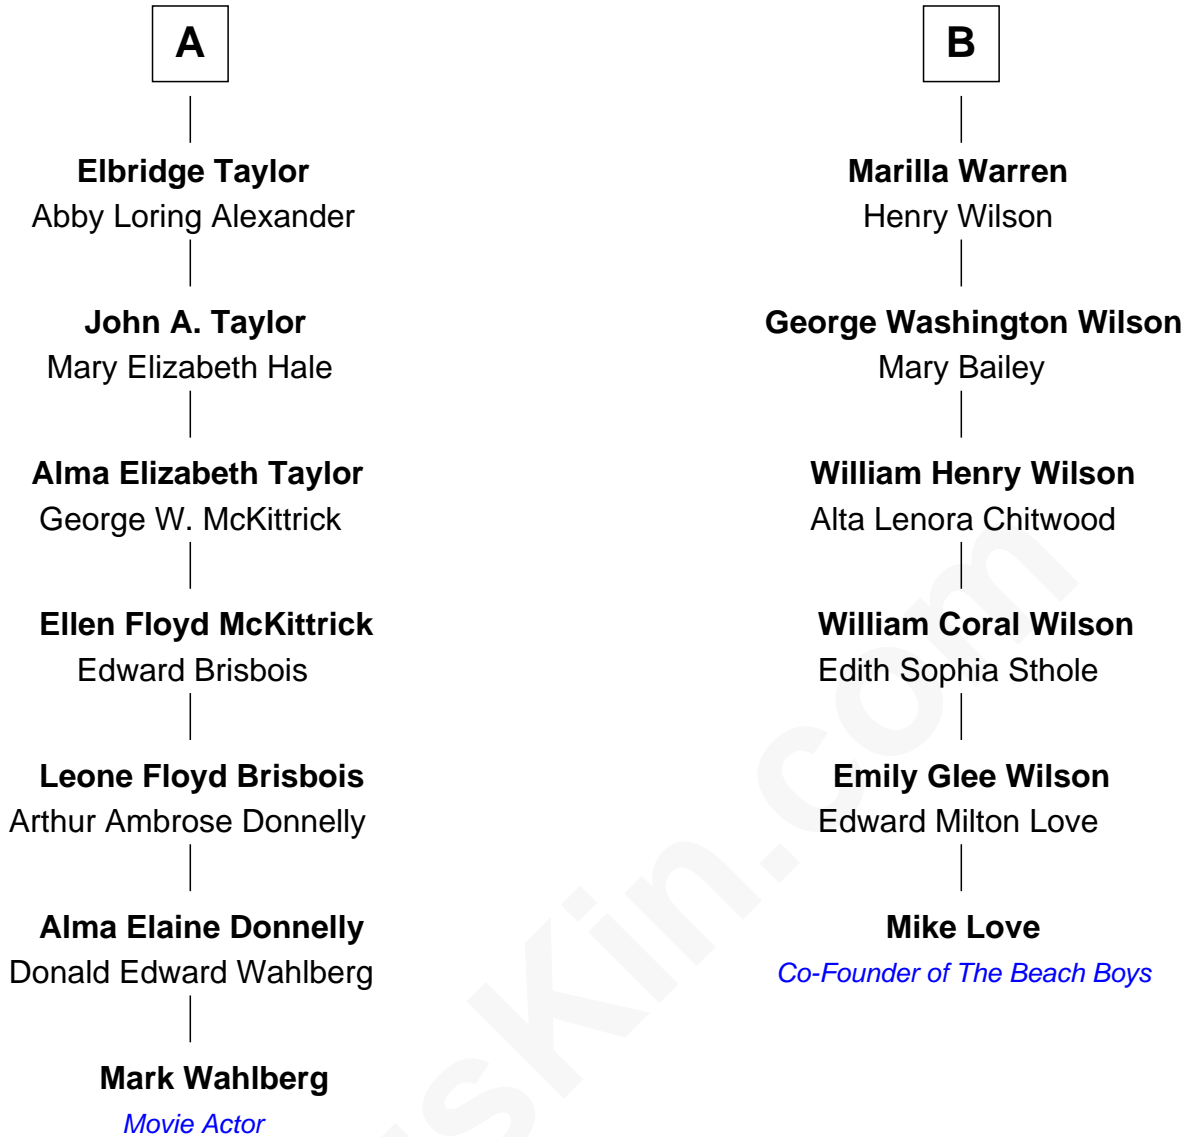 A
Elbridge Taylor
Abby Loring Alexander
John A. Taylor
Mary Elizabeth Hale
Alma Elizabeth Taylor
George W. McKittrick
Ellen Floyd McKittrick
Edward Brisbois
Leone Floyd Brisbois
Arthur Ambrose Donnelly
Alma Elaine Donnelly
Donald Edward Wahlberg
Mark Wahlberg
Movie Actor
B
Marilla Warren
Henry Wilson
George Washington Wilson
Mary Bailey
William Henry Wilson
Alta Lenora Chitwood
William Coral Wilson
Edith Sophia Sthole
Emily Glee Wilson
Edward Milton Love
Mike Love
Co-Founder of The Beach Boys
sKin.com